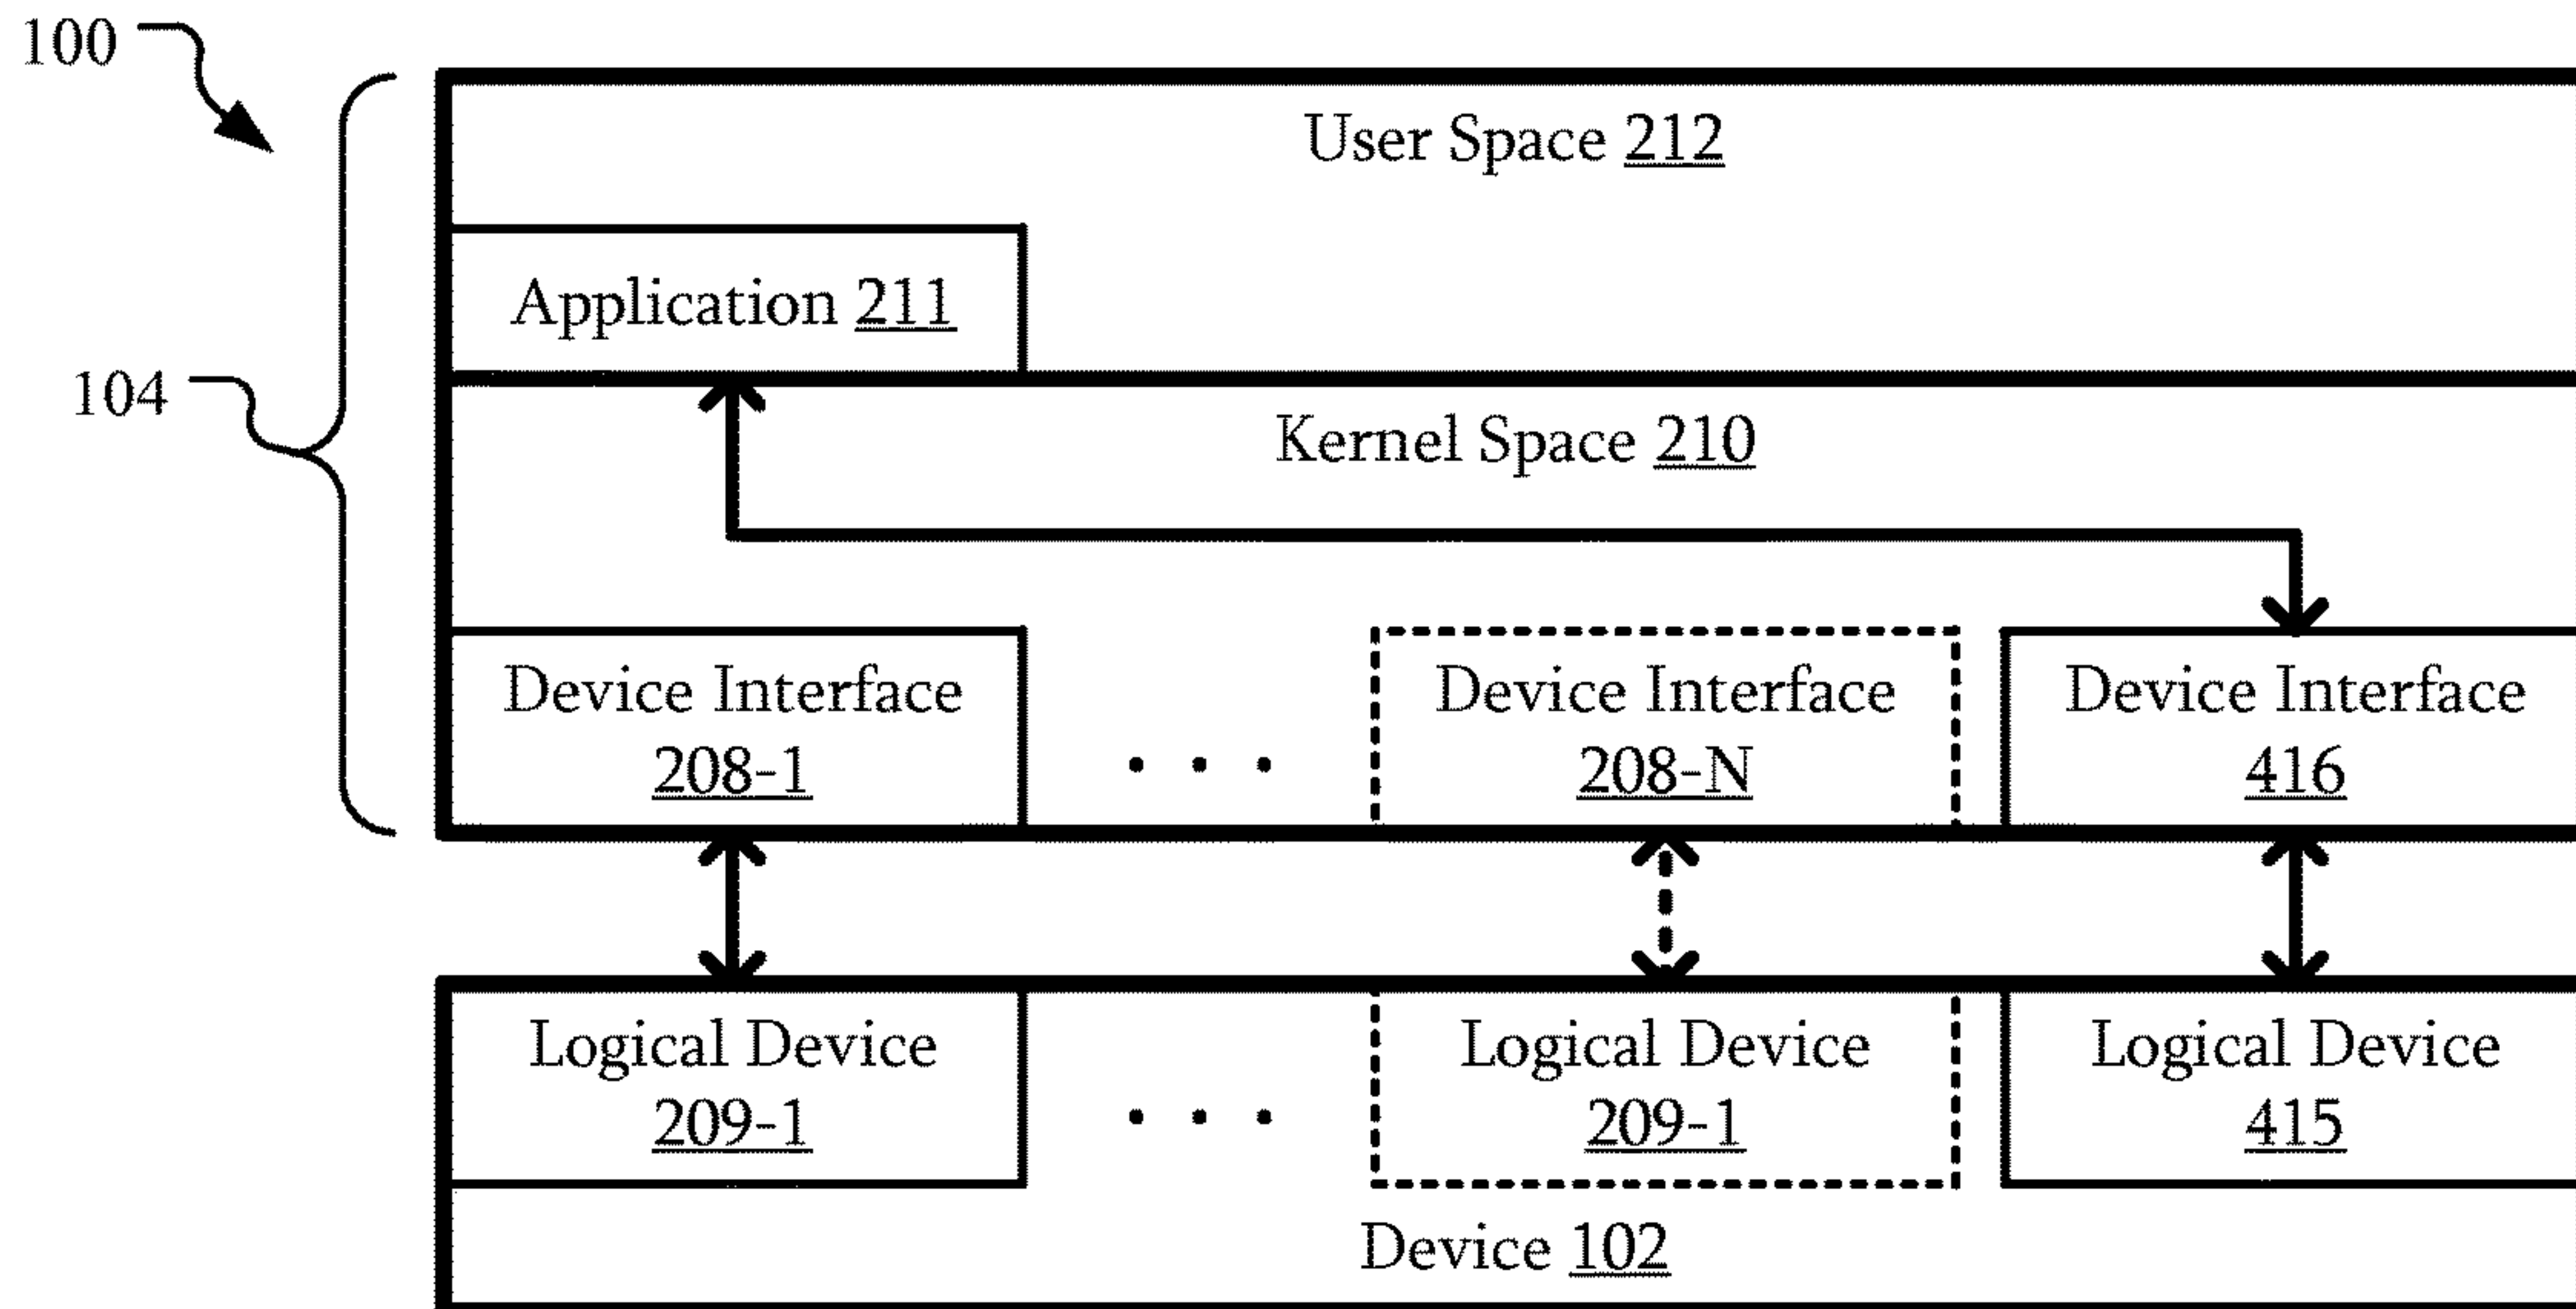 100
User Space 212
Application 211
104
Kernel Space 210
Device Interface
208-1
. . .
Device Interface
208-N
Device Interface
416
Logical Device
209-1
. . .
Logical Device
209-1
Logical Device
415
Device 102